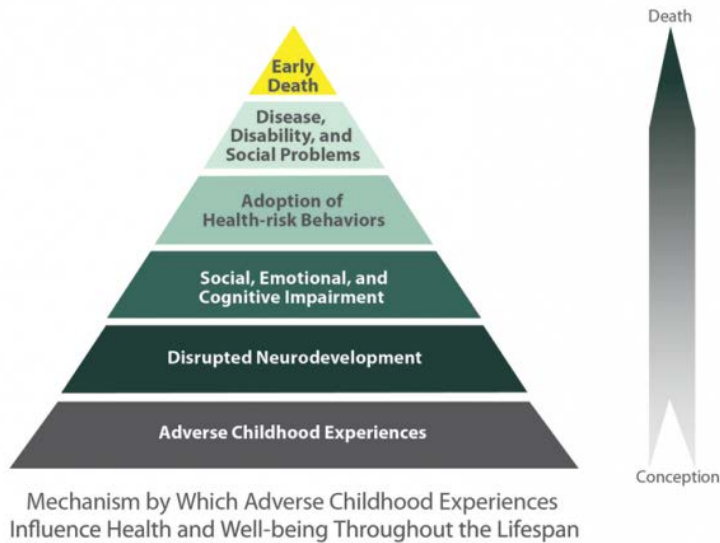 Death
Early
Death
Disease,
Disability, and
Social Problems
Adoption of
Health-risk Behaviors
Social, Emotional, and
Cognitive Impairment
Disrupted Neurodevelopment
Adverse Childhood Experiences
Conception
Mechanism by Which Adverse Childhood Experiences
Influence Health and Well-being Throughout the Lifespan